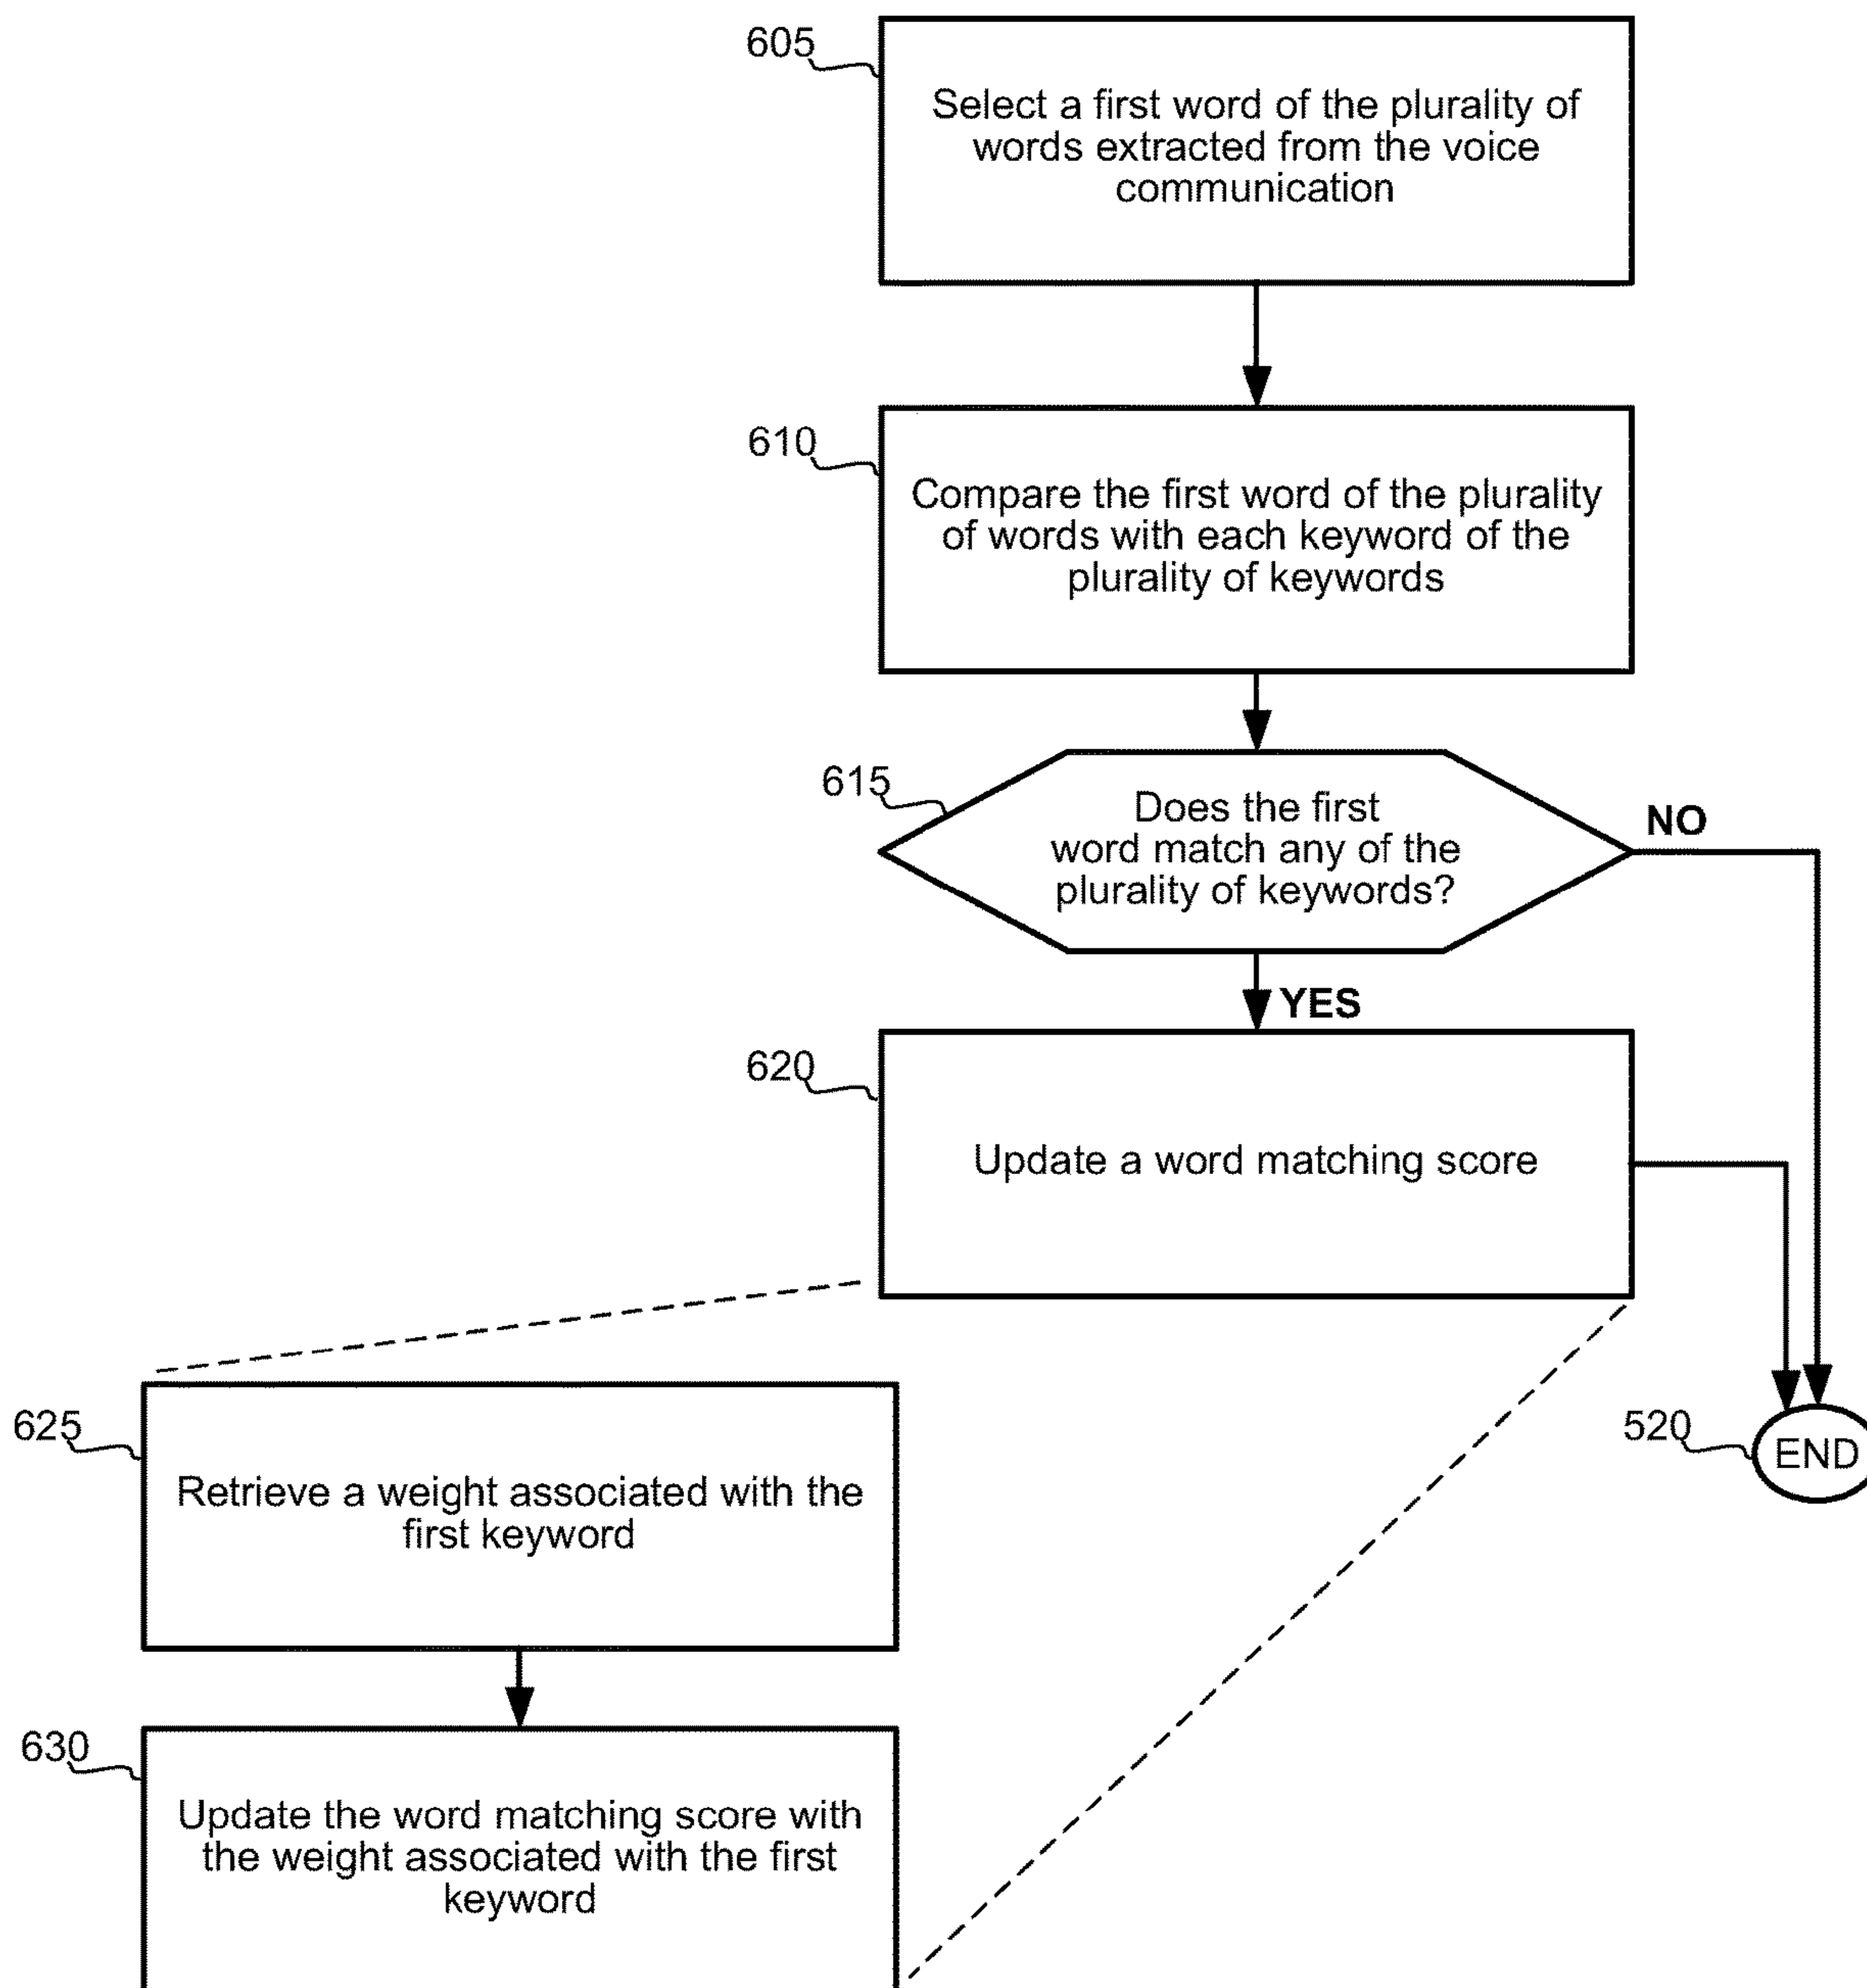 605
Select a first word of the plurality of
words extracted from the voice
communication
610
Compare the first word of the plurality
of words with each keyword of the
plurality of keywords
615
Does the first
word match any of the
plurality of keywords?
NO
YES
620
Update a word matching score
625
Retrieve a weight associated with the
first keyword
520
END
630
Update the word matching score with
the weight associated with the first
keyword